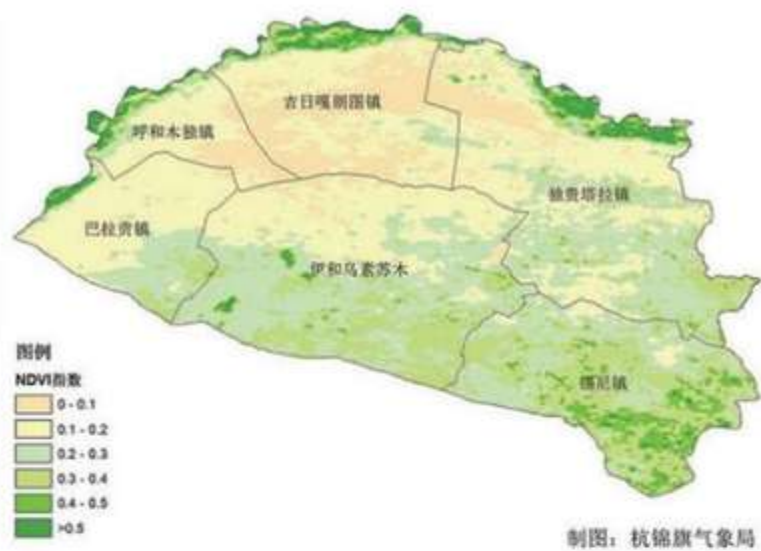 吉日嘎朗图镇
呼和木独镇
独贵塔拉镇
巴拉贡镇
伊和乌素苏木
锡尼镇
图例
NDVI指数
0 - 0.1
0.1 - 0.2
0.2 - 0.3
0.3 - 0.4
0.4 - 0.5
>0.5
制图：杭锦旗气象局